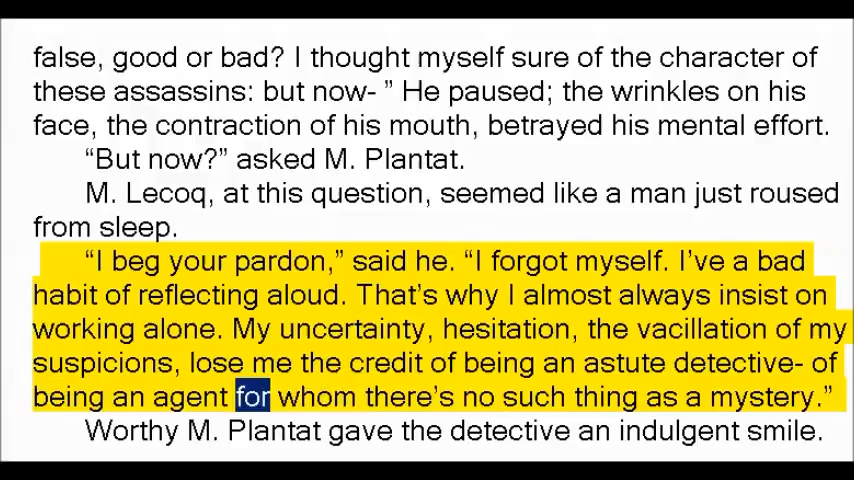 false, good or bad? I thought myself sure of the character of
these assassins: but now- ” He paused; the wrinkles on his
face, the contraction of his mouth, betrayed his mental effort.
“But now?” asked M. Plantat.
M. Lecoq, at this question, seemed like a man just roused
from sleep.
“I beg your pardon,” said he. “I forgot myself. I’ve a bad
habit of reflecting aloud. That’s why I almost always insist on
working alone. My uncertainty, hesitation, the vacillation of my
suspicions, lose me the credit of being an astute detective- of
being an agent for whom there’s no such thing as a mystery.”
Worthy M. Plantat gave the detective an indulgent smile.